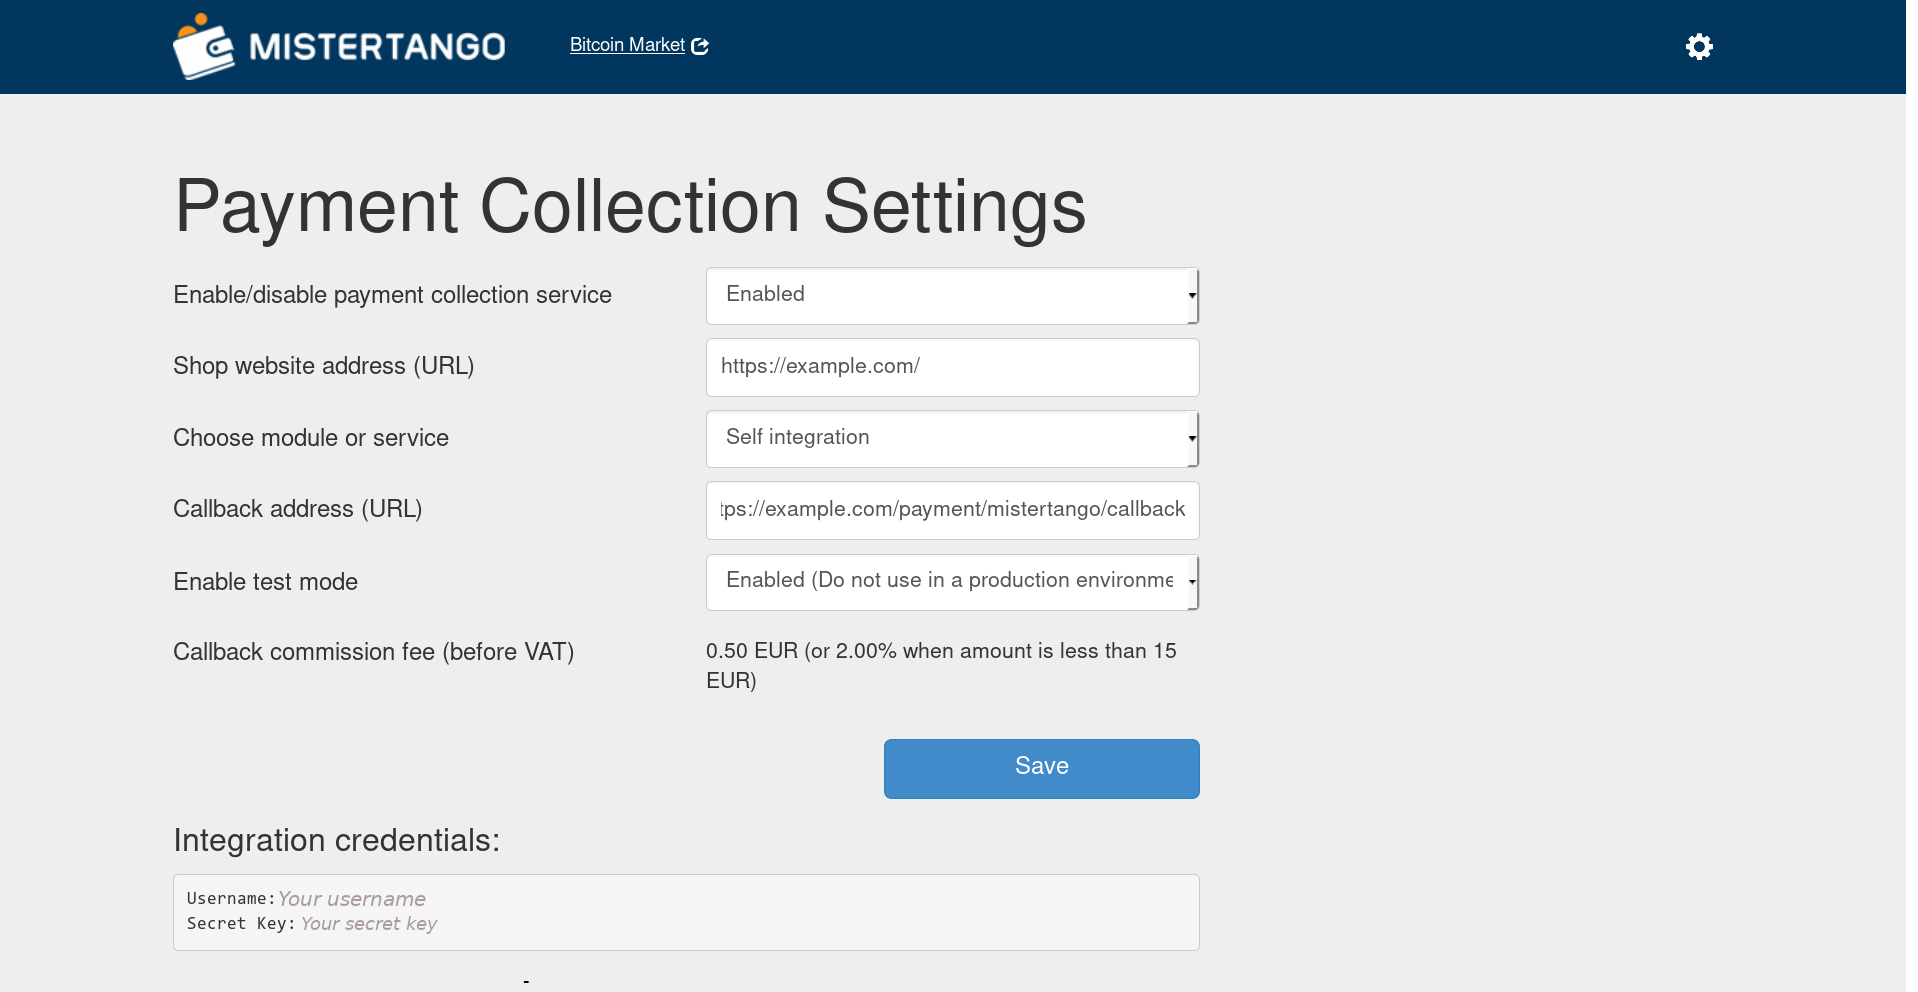 MISTERTANGO
Bitcoin Market
Payment Collection Settings
Enable/disable payment collection service
Enabled
Shop website address (URL)
https://example.com/
Choose module or service
Self integration
Callback address (URL)
tps://example.com/payment/mistertango/callback
Enable test mode
Enabled (Do not use in a production environme
Callback commission fee (before VAT)
0.50 EUR (or 2.00% when amount is less than 15
EUR)
Save
Integration credentials:
Username: Your username
Secret Key: Your secret key